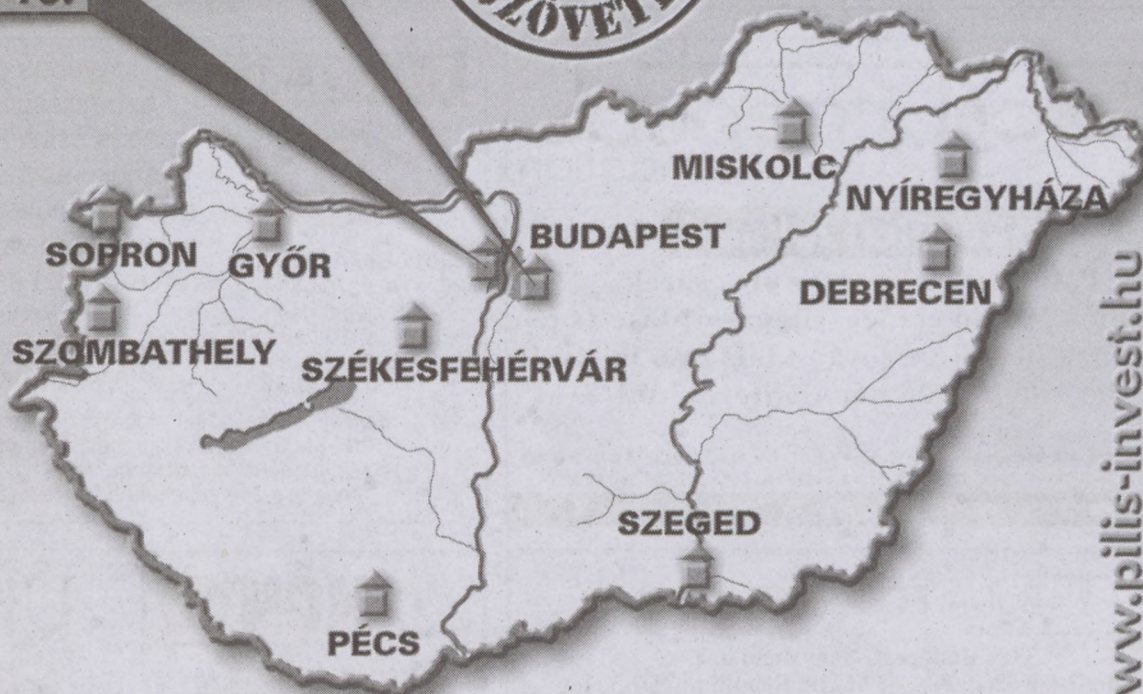 MISKOLC
NYÍREGYHÁZA
SOPRON
GYŐR
BUDAPEST
DEBRECEN
SZOMBATHELY
SZÉKESFEHÉRVÁR
SZEGED
PÉCS
www.pilis-invest.hu